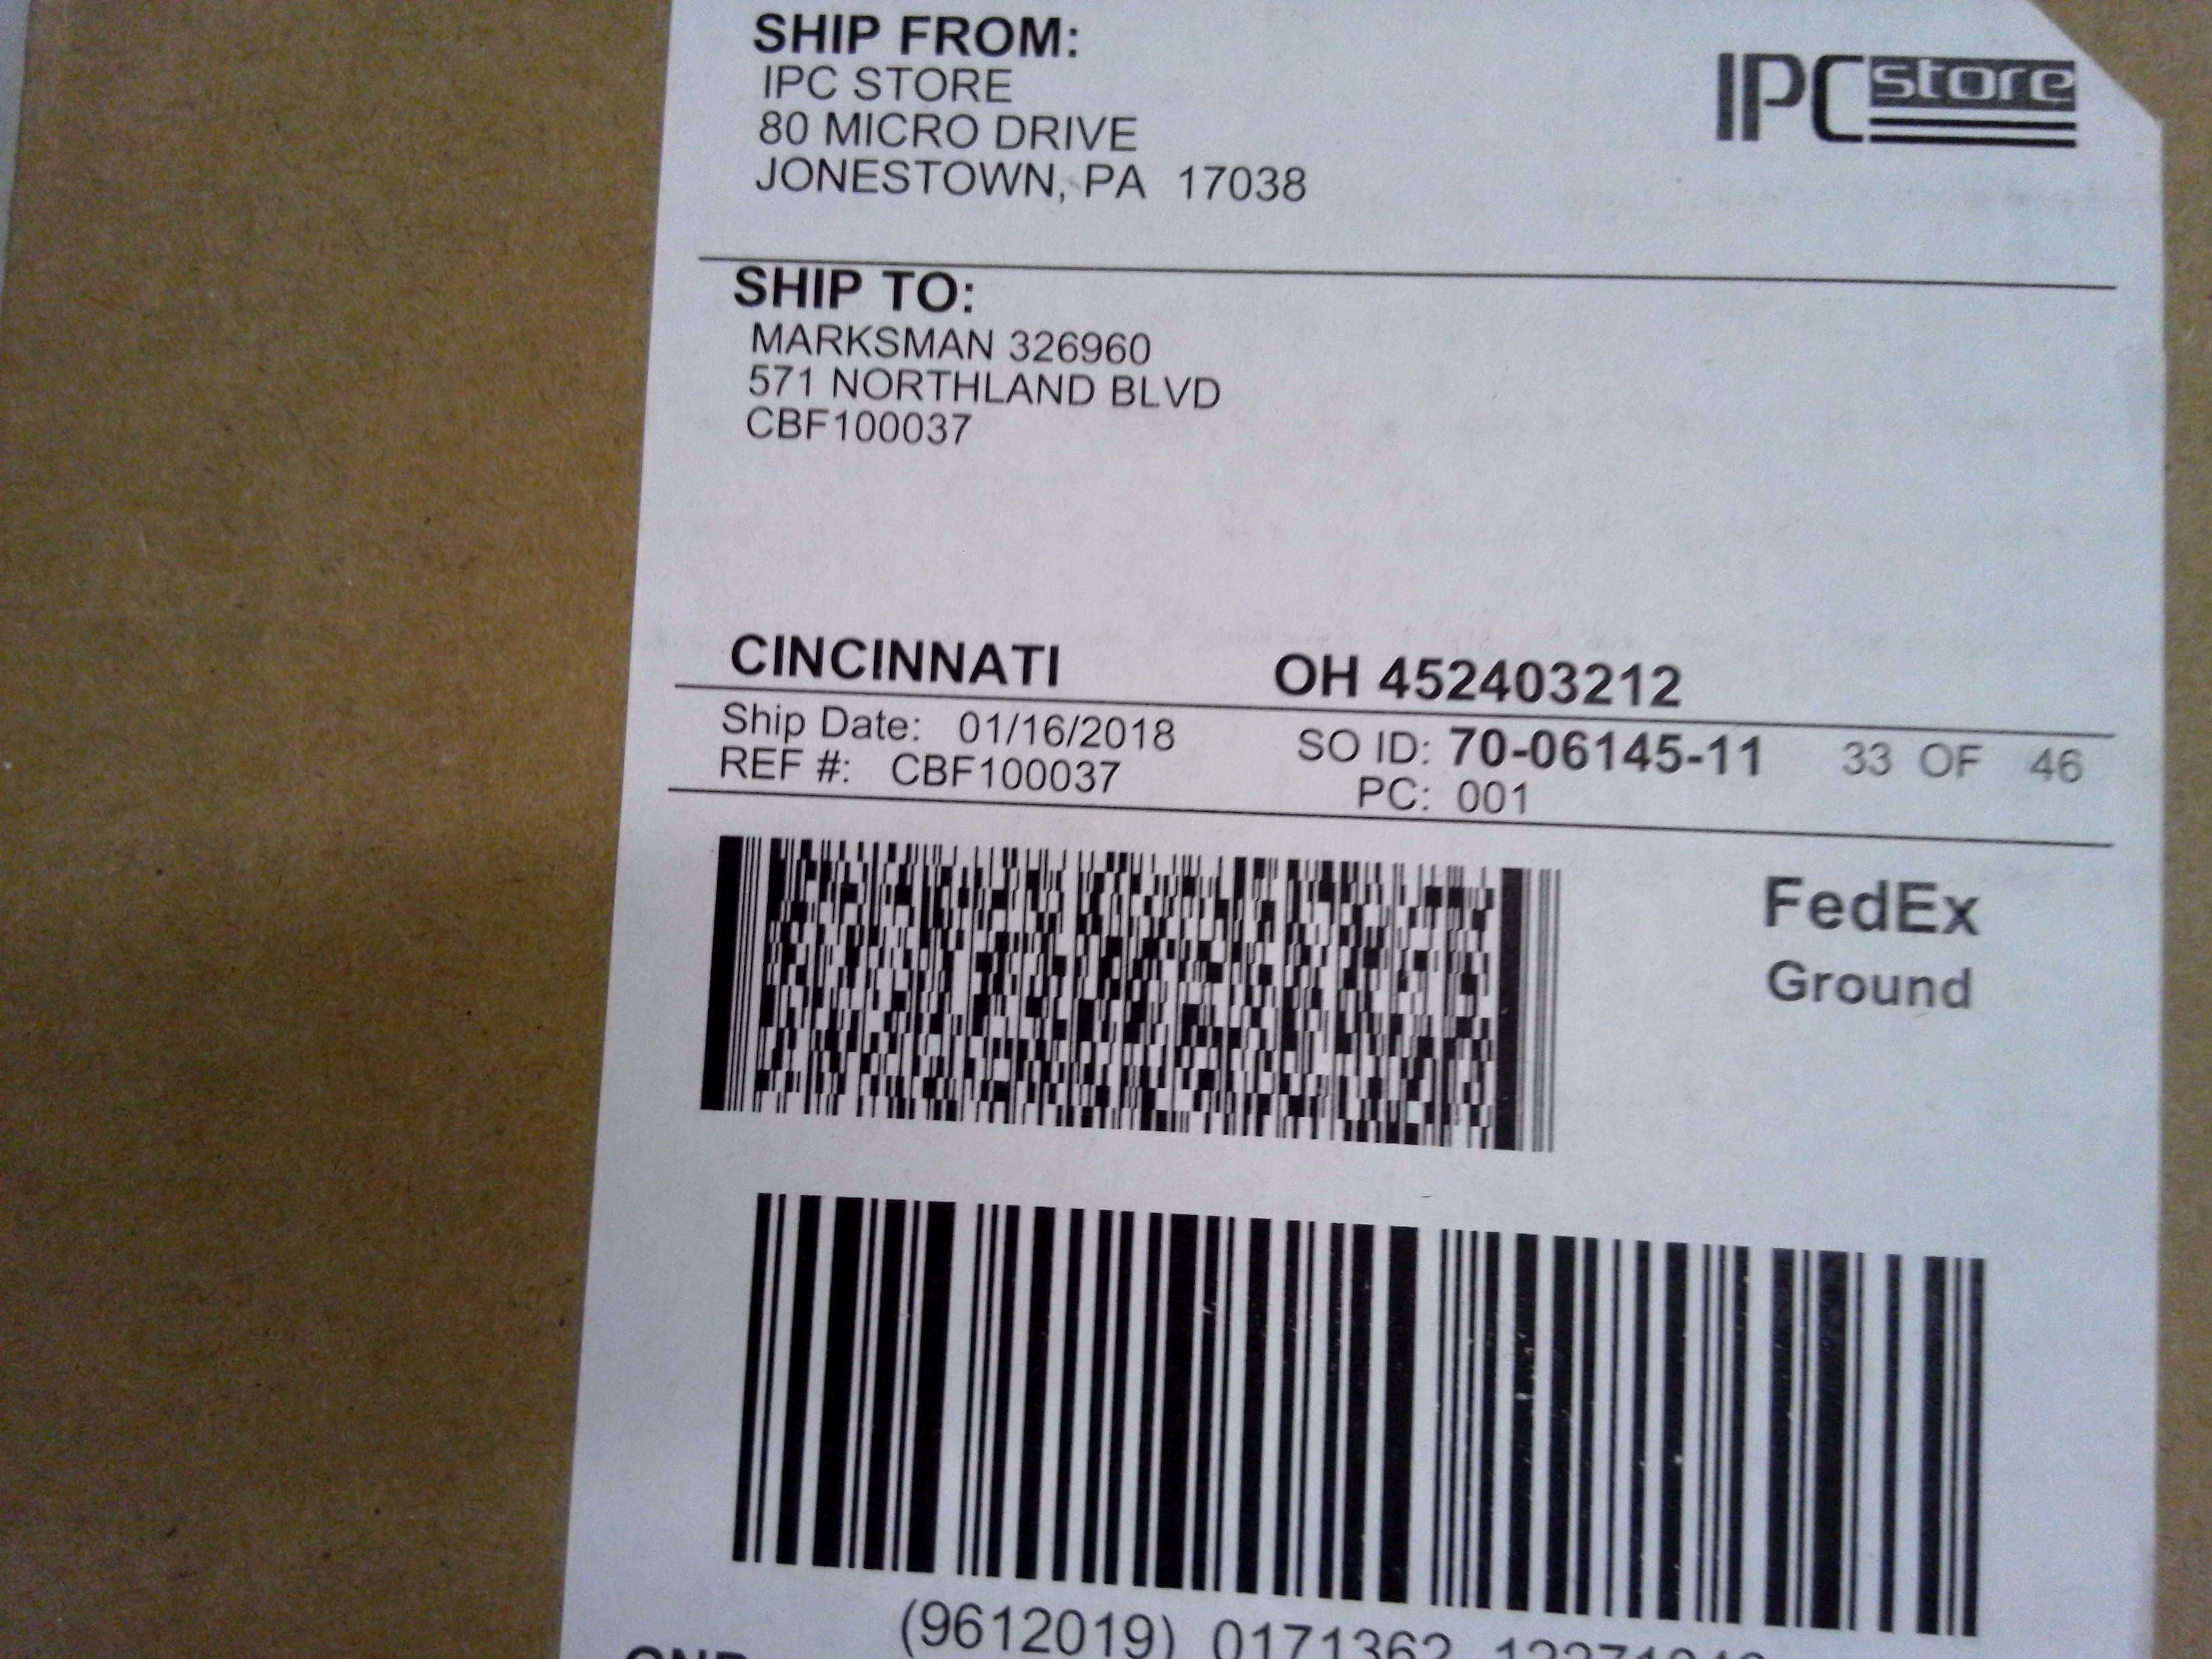 SHIP FROM:
IPC STORE
80 MICRO DRIVE
JONESTOWN, PA 17038
IPC store
SHIP TO:
MARKSMAN 326960
571 NORTHLAND BLVD
CBF100037
CINCINNATI OH 452403212
Ship Date: 01/16/2018 SO ID: 70-06145-11 33 OF 46
REF #: CBF100037 PC: 001
FedEx
Ground
(9612019) 0171362